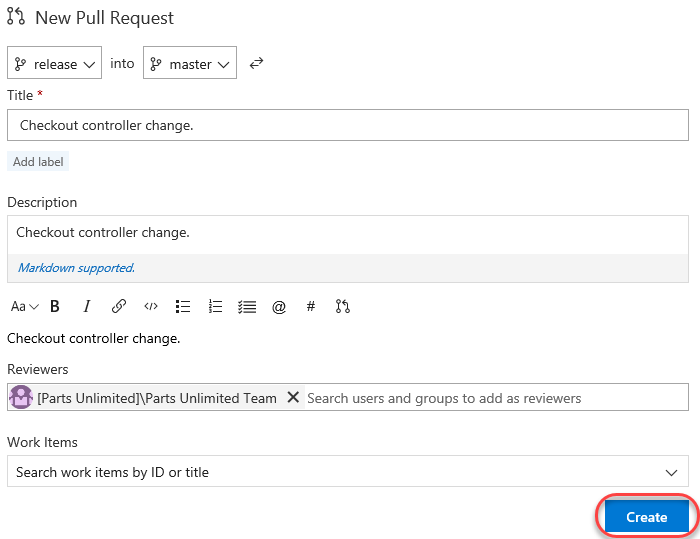 New Pull Request
release into master
Title *
Checkout controller change.
Add label
Description
Checkout controller change.
Markdown supported.
Aa B I </> @ #
Checkout controller change.
Reviewers
[Parts Unlimited]\Parts Unlimited Team Search users and groups to add as reviewers
Work Items
Search work items by ID or title
Create